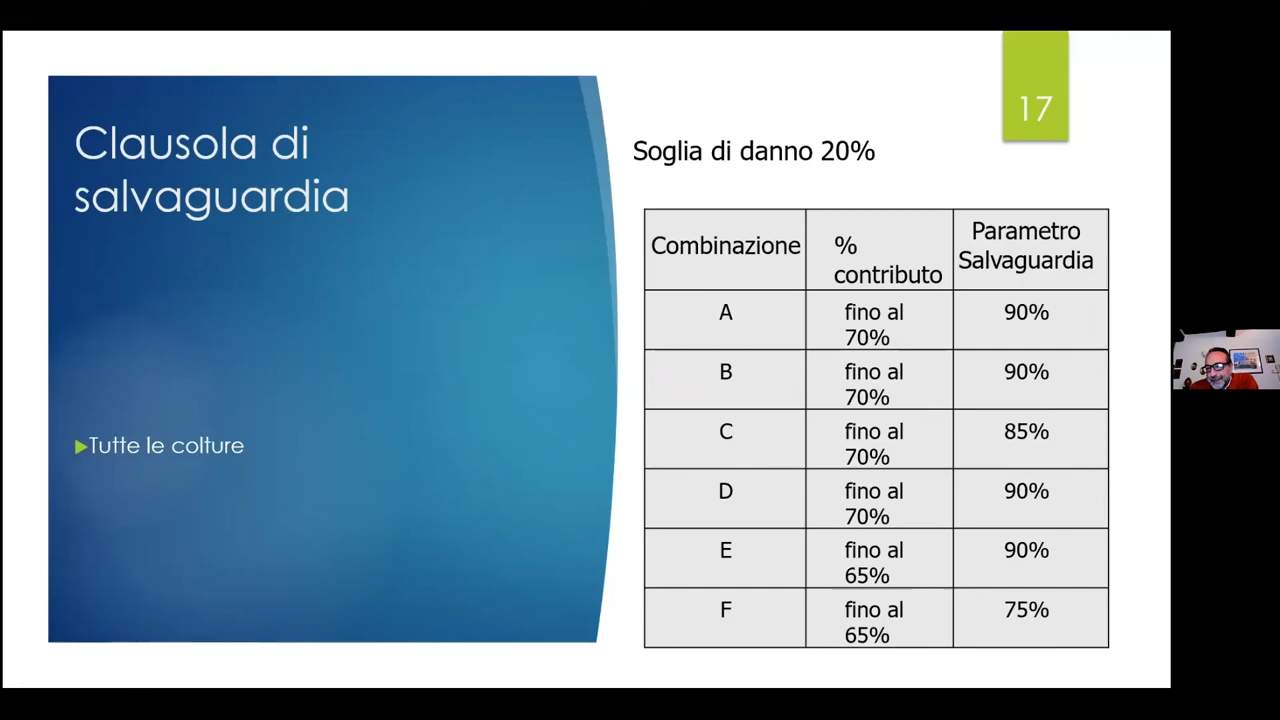 17
Clausola di
salvaguardia
Tutte le colture
Soglia di danno 20%
Combinazione
%
contributo
Parametro
Salvaguardia
A
fino al
70%
90%
B
fino al
70%
90%
C
fino al
70%
85%
D
fino al
70%
90%
E
fino al
65%
90%
F
fino al
65%
75%